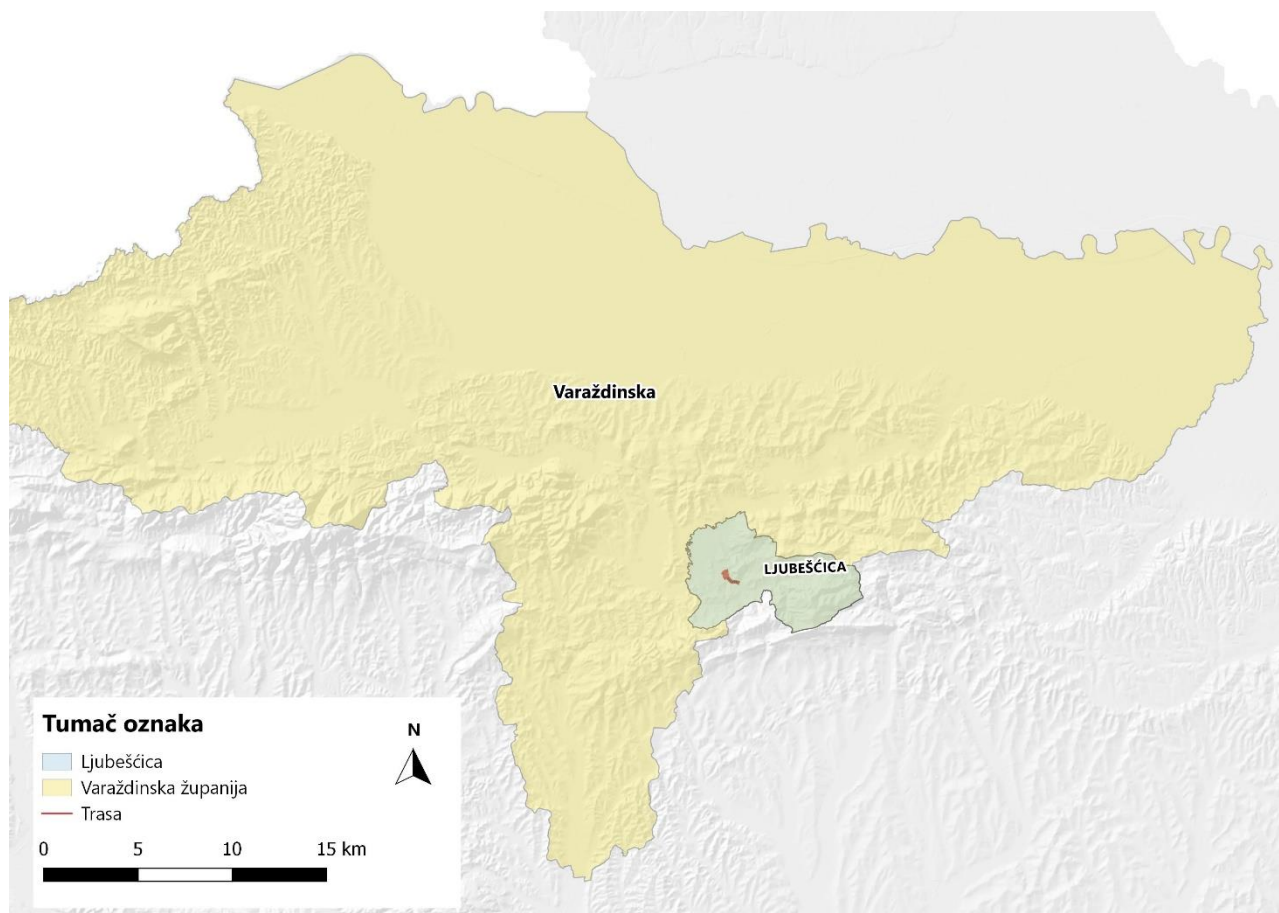 Varaždinska
LJUBEŠĆICA
Tumač oznaka
N
Ljubešćica
Varaždinska županija
Trasa
0 5 10 15 km